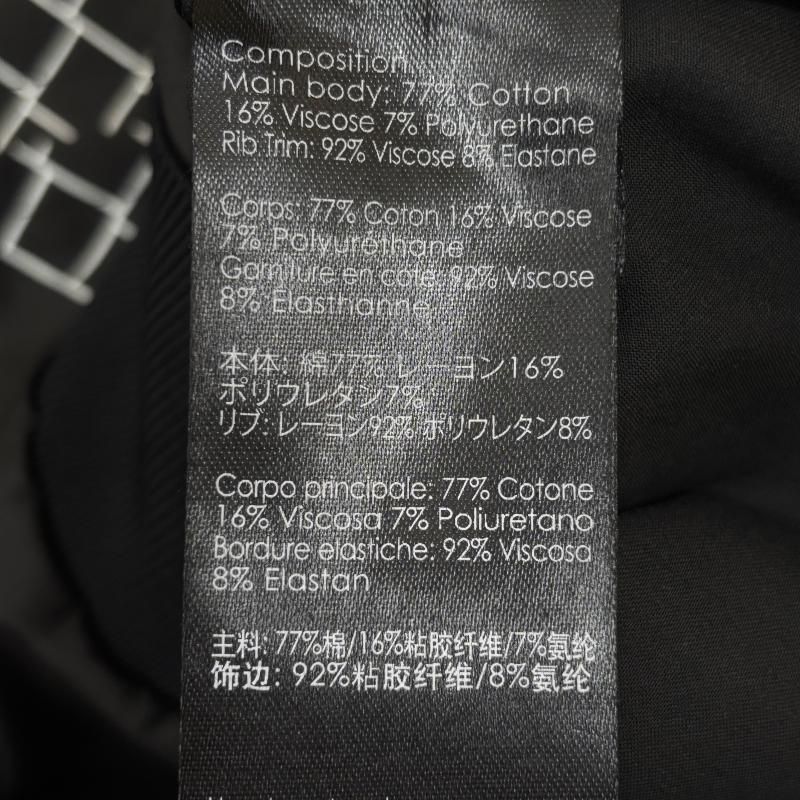 Composition
Main body: 77% Cotton
16% Viscose 7% Polyurethane
Rib Trim: 92% Viscose 8% Elastane
Corps: 77% Coton 16% Viscose
7% Polyuréthane
Garniture en cote: 92% Viscose
8% Elasthanne
本体: 綿77% レーヨン16%
ポリウレタン7%
リブ: レーヨン92% ポリウレタン8%
Corpo principale: 77% Cotone
16% Viscosa 7% Poliuretano
Bordure elastiche: 92% Viscosa
8% Elastan
主料: 77%棉/16%粘胶纤维/7%氨纶
饰边: 92%粘胶纤维/8%氨纶